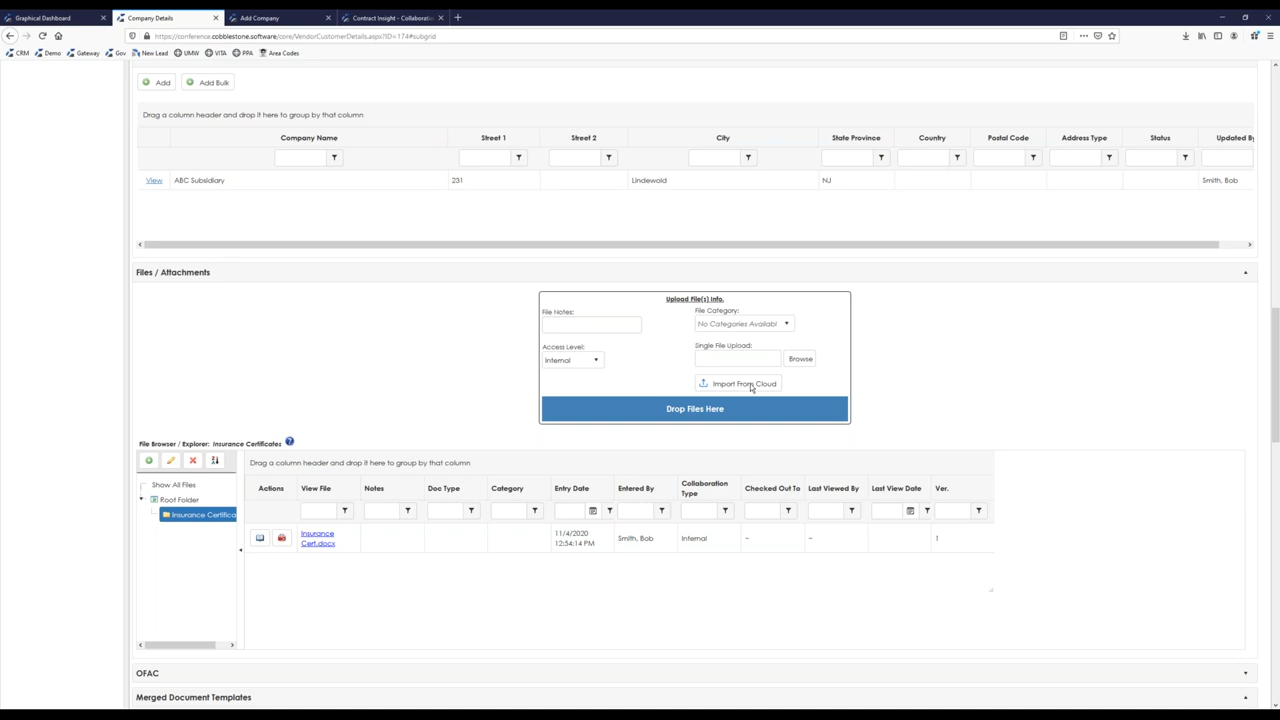 Graphical Dashboard
Company Details
Add Company
Contract Insight - Collaboratio
https://conference.cobblestone.software/core/VendorCustomerDetails.aspx?ID=174#subgrid
CRM Demo Gateway Gov New Lead UMW VITA PPA Area Codes
Add Add Bulk
Drag a column header and drop it here to group by that column
Company Name Street 1 Street 2 City State Province Country Postal Code Address Type Status Updated By
View ABC Subsidiary 231 Lindewold NJ Smith, Bob
Files / Attachments
Upload File(s) Info.
File Notes: File Category:
No Categories Availabl
Access Level: Single File Upload:
Internal Browse
Import From Cloud
Drop Files Here
File Browser / Explorer: Insurance Certificates
Drag a column header and drop it here to group by that column
Show All Files
Root Folder
Insurance Certifica
Actions View File Notes Doc Type Category Entry Date Entered By Collaboration Type Checked Out To Last Viewed By Last View Date Ver.
Insurance Cert.docx 11/4/2020 12:54:14 PM Smith, Bob Internal – – 1
OFAC
Merged Document Templates